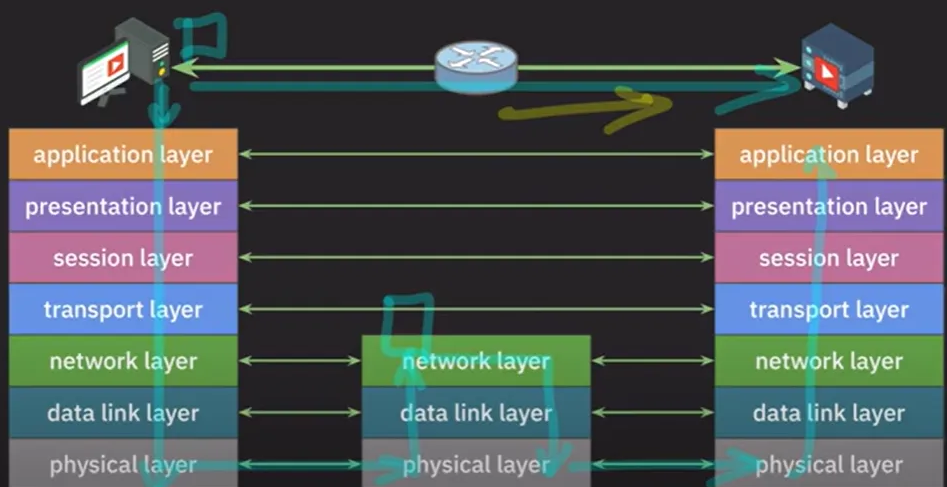 application layer application layer
presentation layer presentation layer
session layer session layer
transport layer transport layer
network layer network layer network layer
data link layer data link layer data link layer
physical layer physical layer physical layer